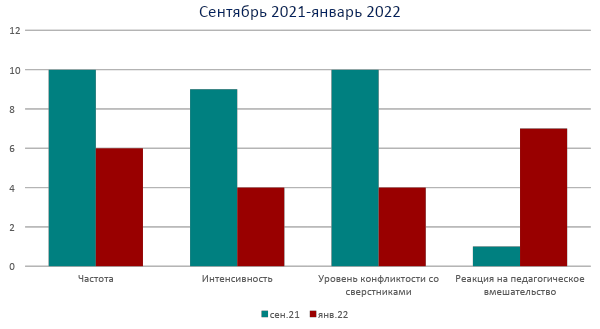 Сентябрь 2021-январь 2022
12
10
8
6
4
2
0
Частота
Интенсивность
Уровень конфликтости со
сверстниками
Реакция на педагогическое
вмешательство
сен.21
янв.22